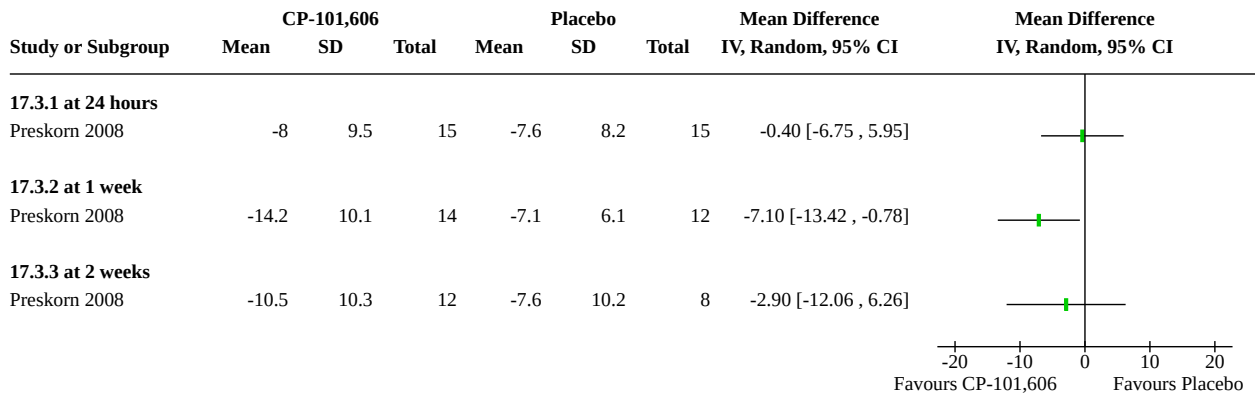 CP-101,606 Placebo Mean Difference Mean Difference
Study or Subgroup Mean SD Total Mean SD Total IV, Random, 95% CI IV, Random, 95% CI
17.3.1 at 24 hours
Preskorn 2008 -8 9.5 15 -7.6 8.2 15 -0.40 [-6.75 , 5.95]
17.3.2 at 1 week
Preskorn 2008 -14.2 10.1 14 -7.1 6.1 12 -7.10 [-13.42 , -0.78]
17.3.3 at 2 weeks
Preskorn 2008 -10.5 10.3 12 -7.6 10.2 8 -2.90 [-12.06 , 6.26]
-20 -10 0 10 20
Favours CP-101,606 Favours Placebo